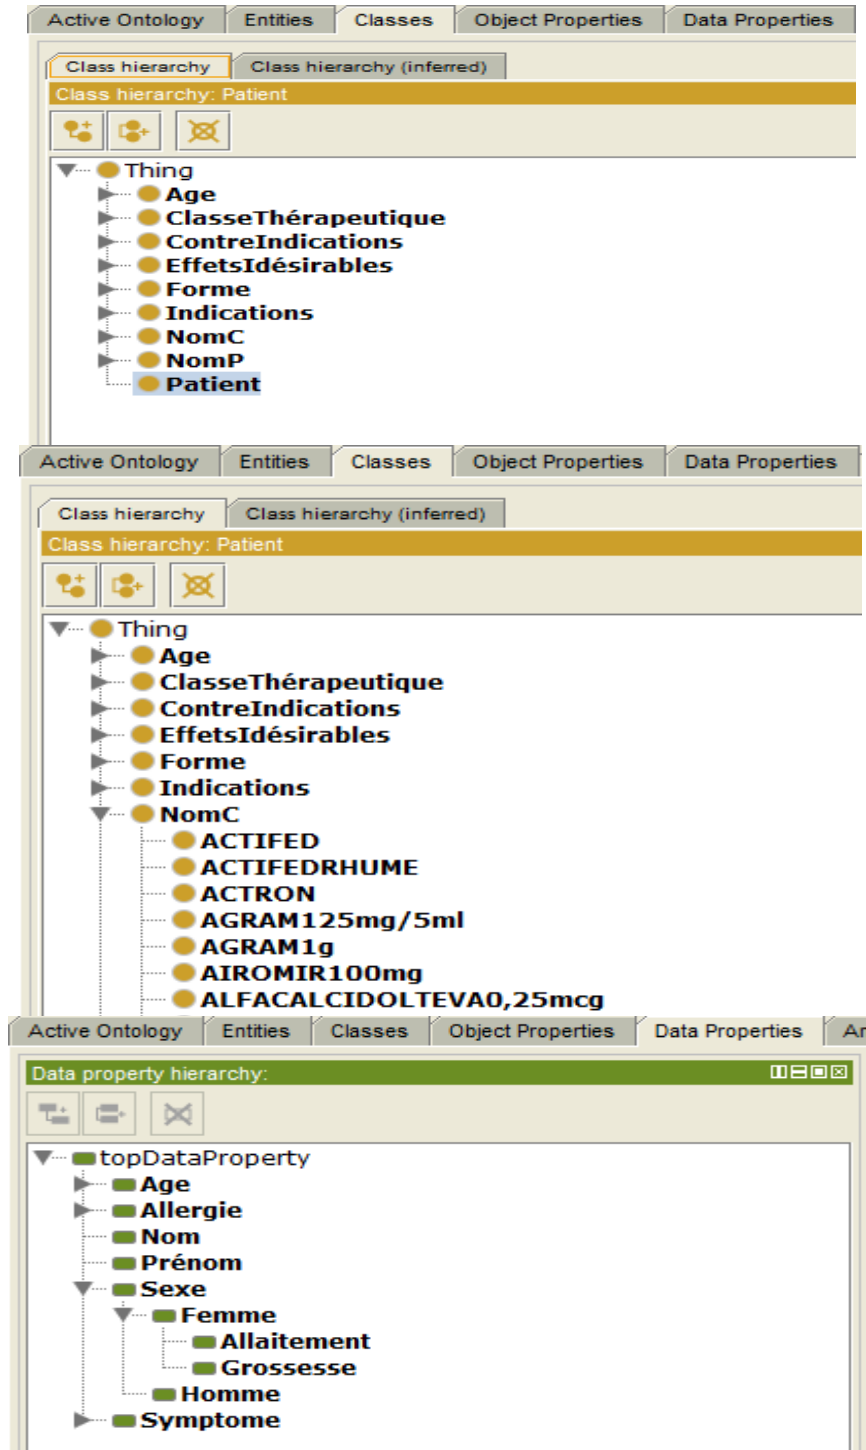 Active Ontology Entities Classes Object Properties Data Properties
Class hierarchy Class hierarchy (inferred)
Class hierarchy: Patient
Thing
Age
ClasseThérapeutique
ContreIndications
EffetsIdésirables
Forme
Indications
NomC
NomP
Patient
Active Ontology Entities Classes Object Properties Data Properties
Class hierarchy Class hierarchy (inferred)
Class hierarchy: Patient
Thing
Age
ClasseThérapeutique
ContreIndications
EffetsIdésirables
Forme
Indications
NomC
ACTIFED
ACTIFEDRHUME
ACTRON
AGRAM125mg/5ml
AGRAM1g
AIROMIR100mg
ALFACALCIDOLTEVA0,25mcg
Active Ontology Entities Classes Object Properties Data Properties An
Data property hierarchy:
topDataProperty
Age
Allergie
Nom
Prénom
Sexe
Femme
Allaitement
Grossesse
Homme
Symptome